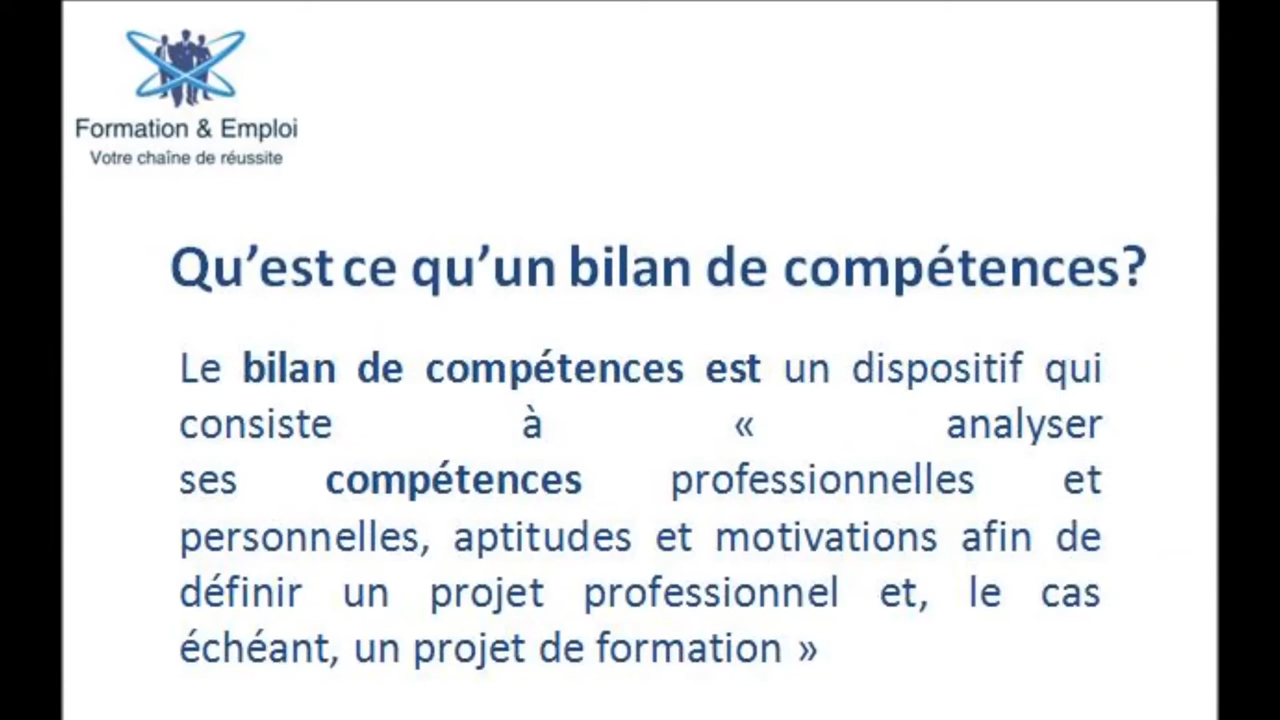 Formation & Emploi
Votre chaîne de réussite
Qu’est ce qu’un bilan de compétences?
Le bilan de compétences est un dispositif qui
consiste à « analyser
ses compétences professionnelles et
personnelles, aptitudes et motivations afin de
définir un projet professionnel et, le cas
échéant, un projet de formation »